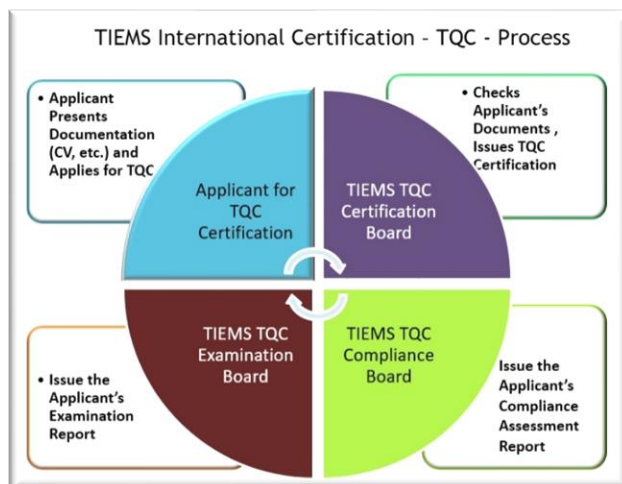 TIEMS International Certification – TQC - Process
• Applicant
Presents
Documentation
(CV, etc.) and
Applies for TQC
Applicant for
TQC
Certification
TIEMS TQC
Certification
Board
• Checks
Applicant's
Documents ,
Issues TQC
Certification
• Issue the
Applicant's
Examination
Report
TIEMS TQC
Examination
Board
TIEMS TQC
Compliance
Board
Issue the
Applicant's
Compliance
Assessment
Report